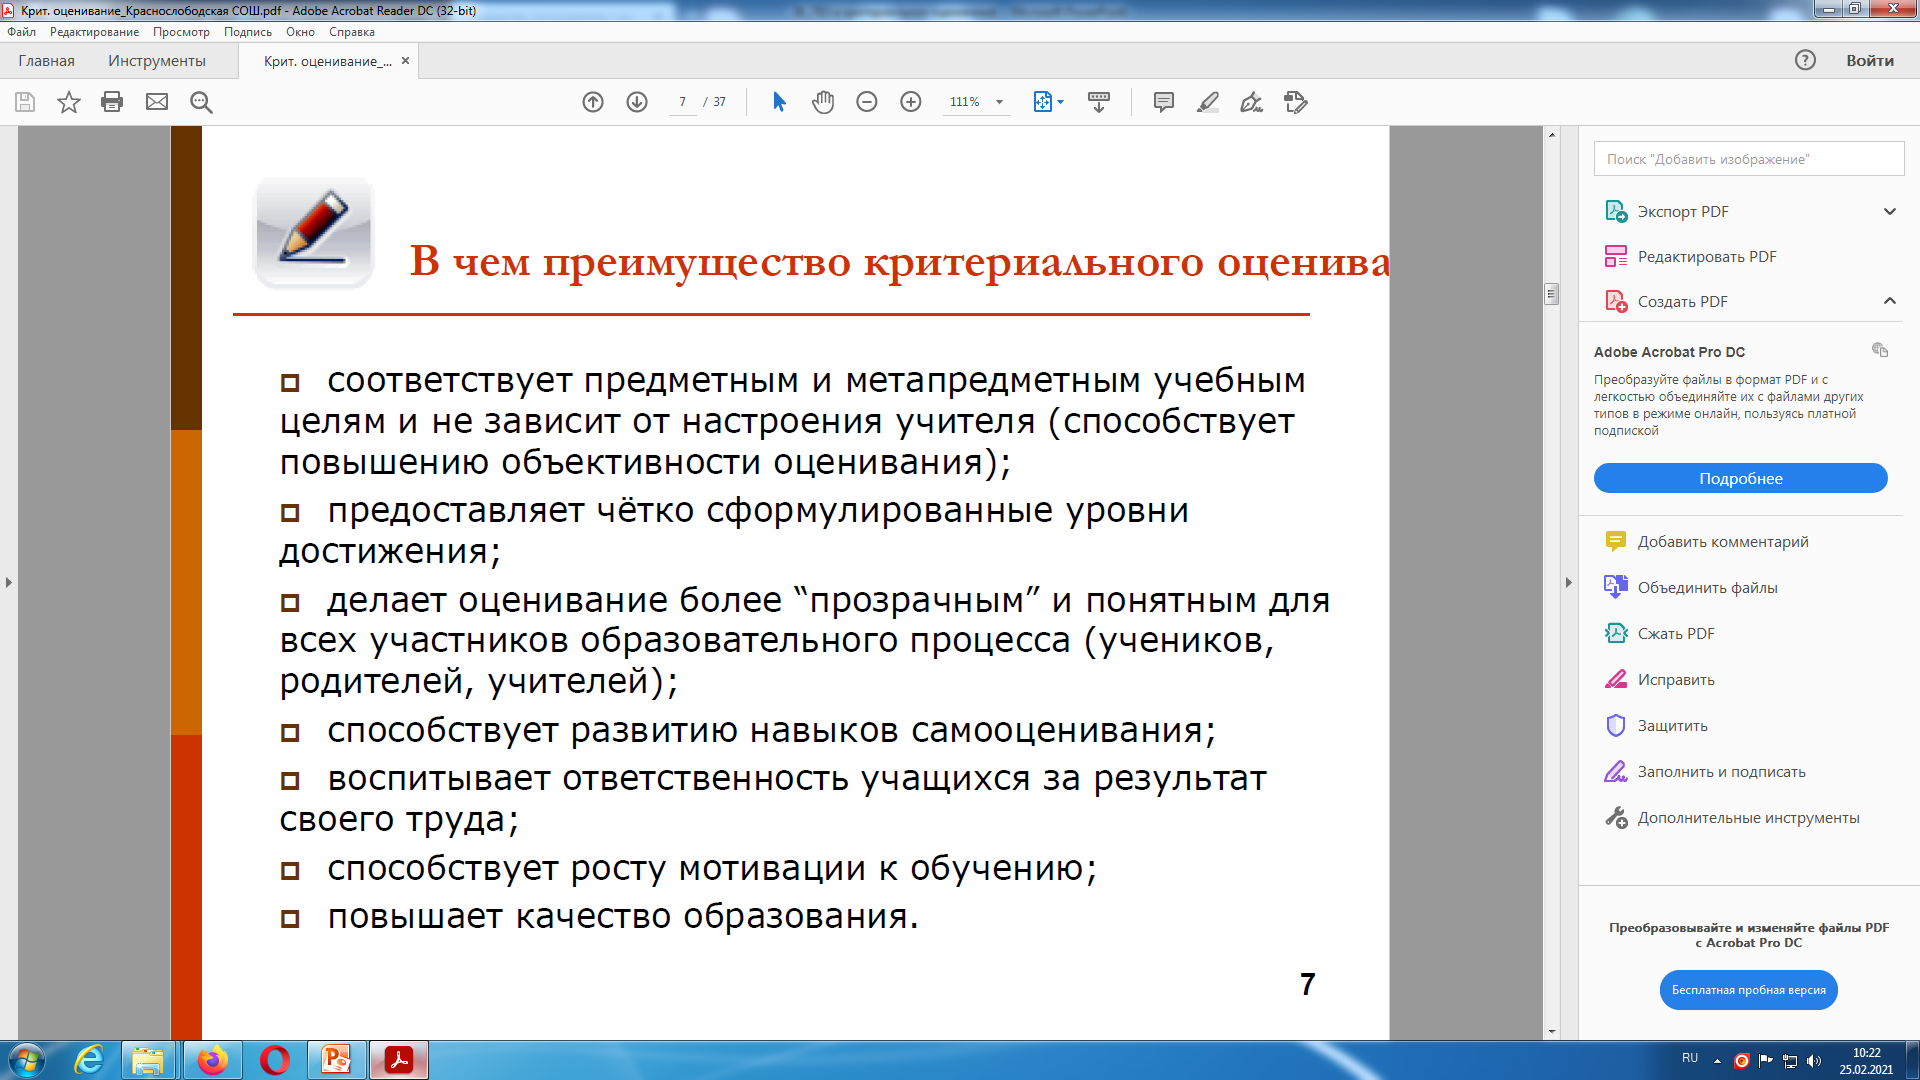 Крит. оценивание_Краснослободская СОШ.pdf - Adobe Acrobat Reader DC (32-bit)
Файл Редактирование Просмотр Подпись Окно Справка
Главная Инструменты Крит. оценивание_... × Войти
7 / 37 111%
В чем преимущество критериального оценива
соответствует предметным и метапредметным учебным
целям и не зависит от настроения учителя (способствует
повышению объективности оценивания);
предоставляет чётко сформулированные уровни
достижения;
делает оценивание более “прозрачным” и понятным для
всех участников образовательного процесса (учеников,
родителей, учителей);
способствует развитию навыков самооценивания;
воспитывает ответственность учащихся за результат
своего труда;
способствует росту мотивации к обучению;
повышает качество образования.
7
Поиск "Добавить изображение"
Экспорт PDF
Редактировать PDF
Создать PDF
Adobe Acrobat Pro DC
Преобразуйте файлы в формат PDF и с
легкостью объединяйте их с файлами других
типов в режиме онлайн, пользуясь платной
подпиской
Подробнее
Добавить комментарий
Объединить файлы
Сжать PDF
Исправить
Защитить
Заполнить и подписать
Дополнительные инструменты
Преобразовывайте и изменяйте файлы PDF
с Acrobat Pro DC
Бесплатная пробная версия
RU
10:22
25.02.2021